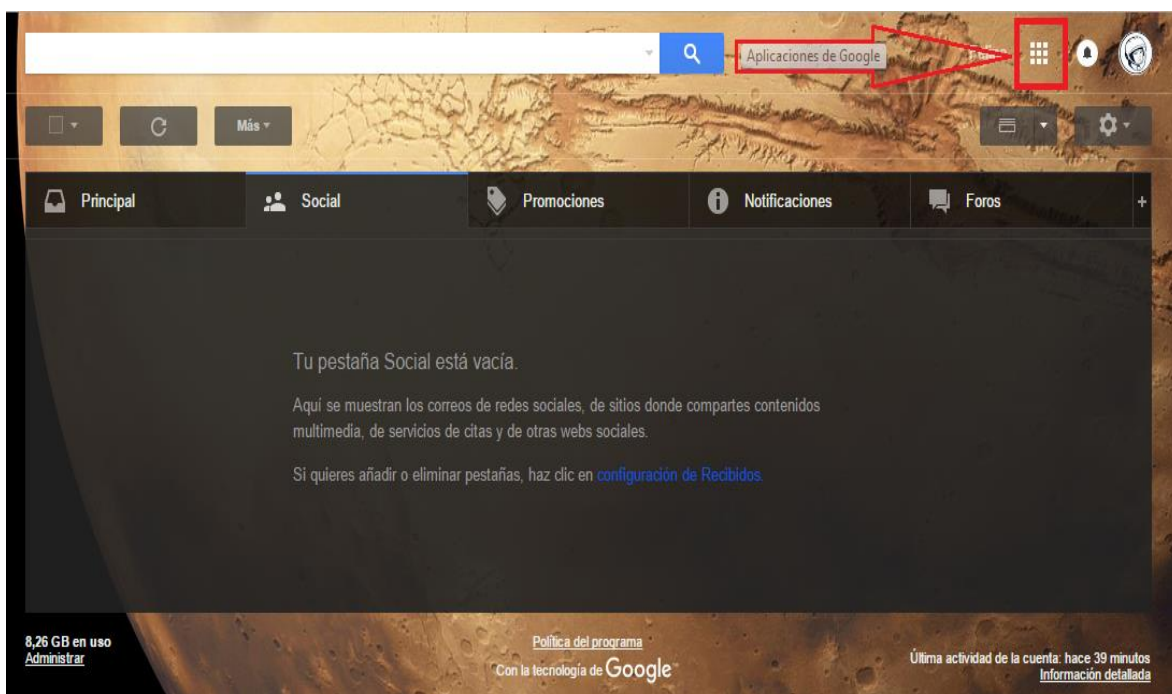 Aplicaciones de Google
Más
Principal
Social
Promociones
Notificaciones
Foros
+
Tu pestaña Social está vacía.
Aquí se muestran los correos de redes sociales, de sitios donde compartes contenidos
multimedia, de servicios de citas y de otras webs sociales.
Si quieres añadir o eliminar pestañas, haz clic en configuración de Recibidos.
8,26 GB en uso
Administrar
Política del programa
Con la tecnología de Google
Última actividad de la cuenta: hace 39 minutos
Información detallada